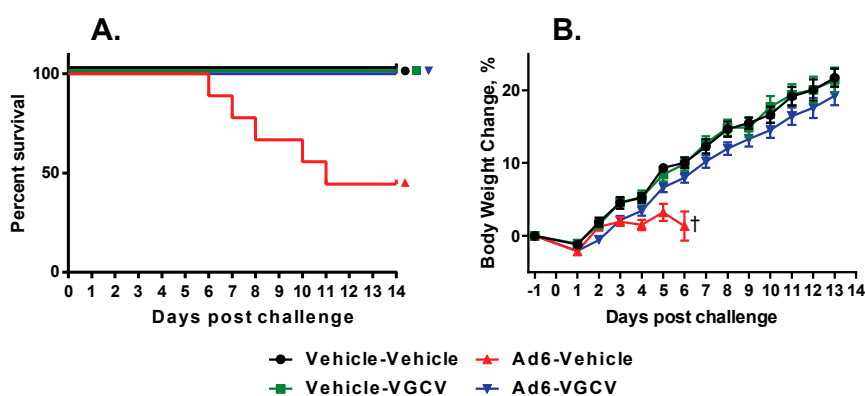 A.
Percent survival
100
50
0
0 1 2 3 4 5 6 7 8 9 10 11 12 13 14
Days post challenge
B.
Body Weight Change, %
20
10
0
-1 0 1 2 3 4 5 6 7 8 9 10 11 12 13 14
†
Days post challenge
Vehicle-Vehicle
Ad6-Vehicle
Vehicle-VGCV
Ad6-VGCV